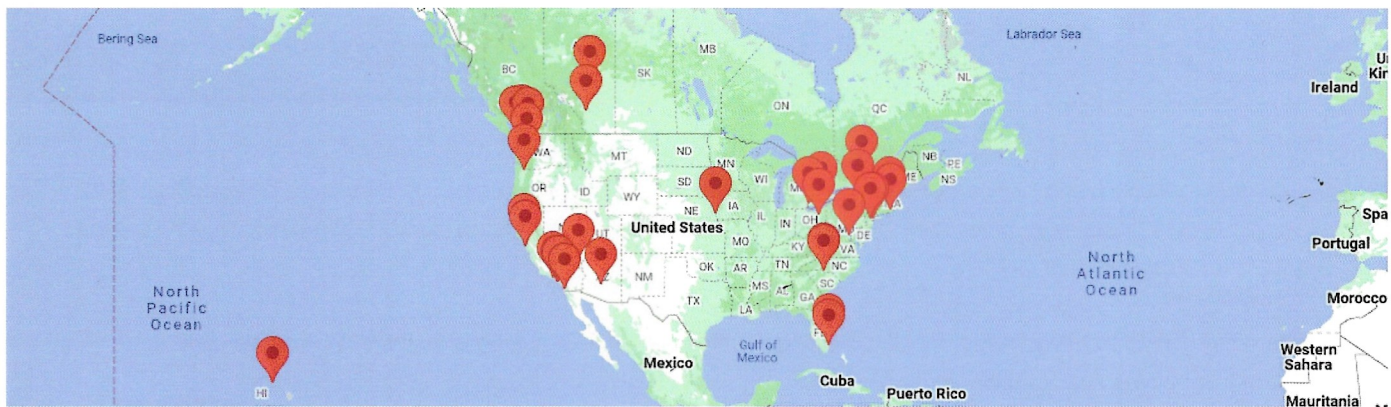 Bering Sea
Labrador Sea
BC
SK
MB
ON
QC
NL
Ireland
NB
PE
NS
ME
WA
MT
ND
MN
OR
ID
WY
SD
WI
NE
IA
IL
IN
OH
United States
MO
KY
VA
DE
OK
AR
TN
NC
NM
MS
AL
GA
SC
TX
LA
Portugal
Morocco
Western
Sahara
Mauritania
North
Pacific
Ocean
North
Atlantic
Ocean
Gulf of
Mexico
Mexico
Cuba
Puerto Rico
HI